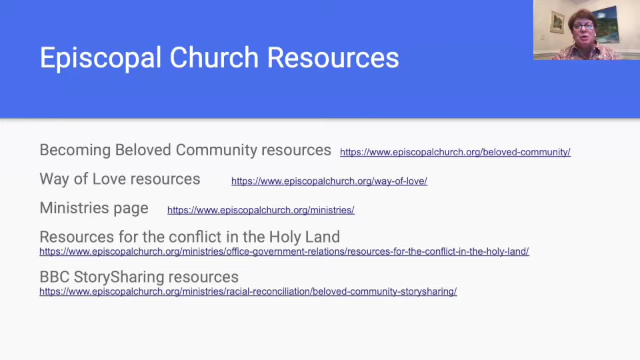 Episcopal Church Resources
Becoming Beloved Community resources https://www.episcopalchurch.org/beloved-community/
Way of Love resources https://www.episcopalchurch.org/way-of-love/
Ministries page https://www.episcopalchurch.org/ministries/
Resources for the conflict in the Holy Land
https://www.episcopalchurch.org/ministries/office-government-relations/resources-for-the-conflict-in-the-holy-land/
BBC StorySharing resources
https://www.episcopalchurch.org/ministries/racial-reconciliation/beloved-community-storysharing/